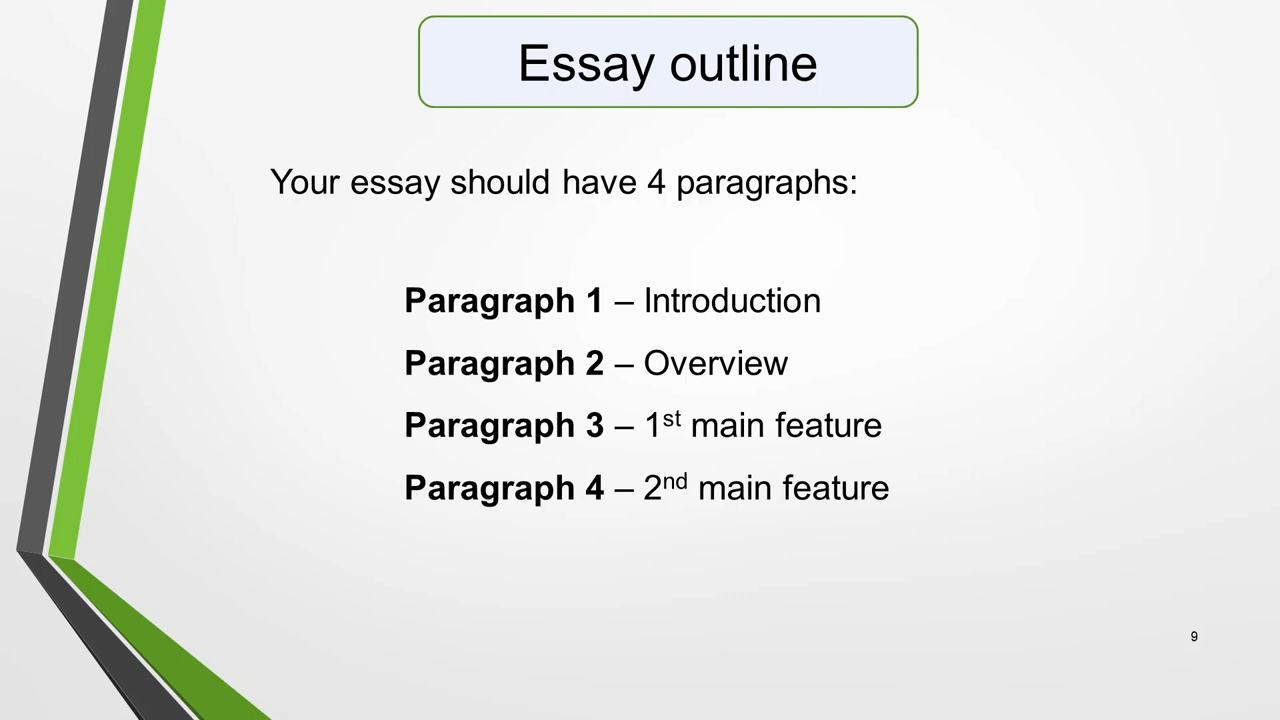 Essay outline
Your essay should have 4 paragraphs:
Paragraph 1 – Introduction
Paragraph 2 – Overview
Paragraph 3 – 1st main feature
Paragraph 4 – 2nd main feature
9